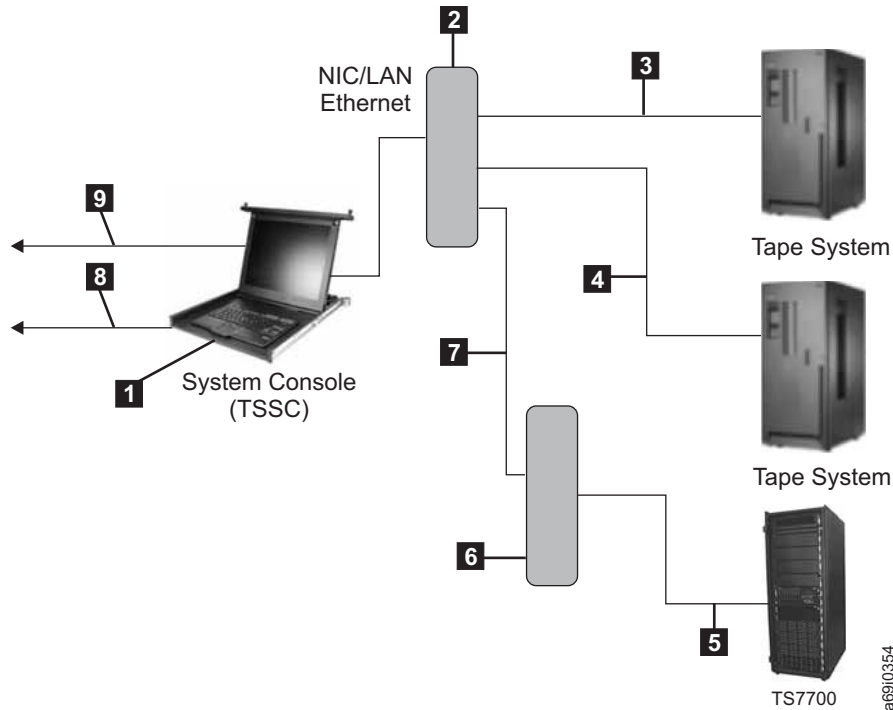 2
NIC/LAN
Ethernet
3
9
Tape System
8
4
7
1
System Console
(TSSC)
Tape System
6
5
TS7700
a69i0354